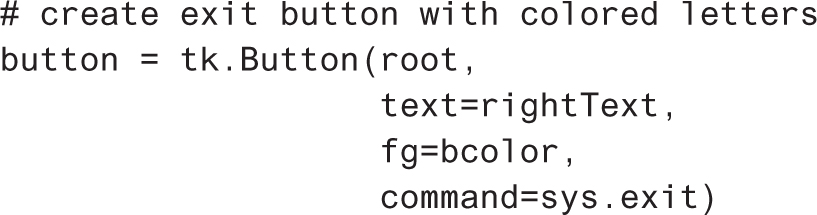 # create exit button with colored letters
button = tk.Button(root,
                   text=rightText,
                   fg=bcolor,
                   command=sys.exit)